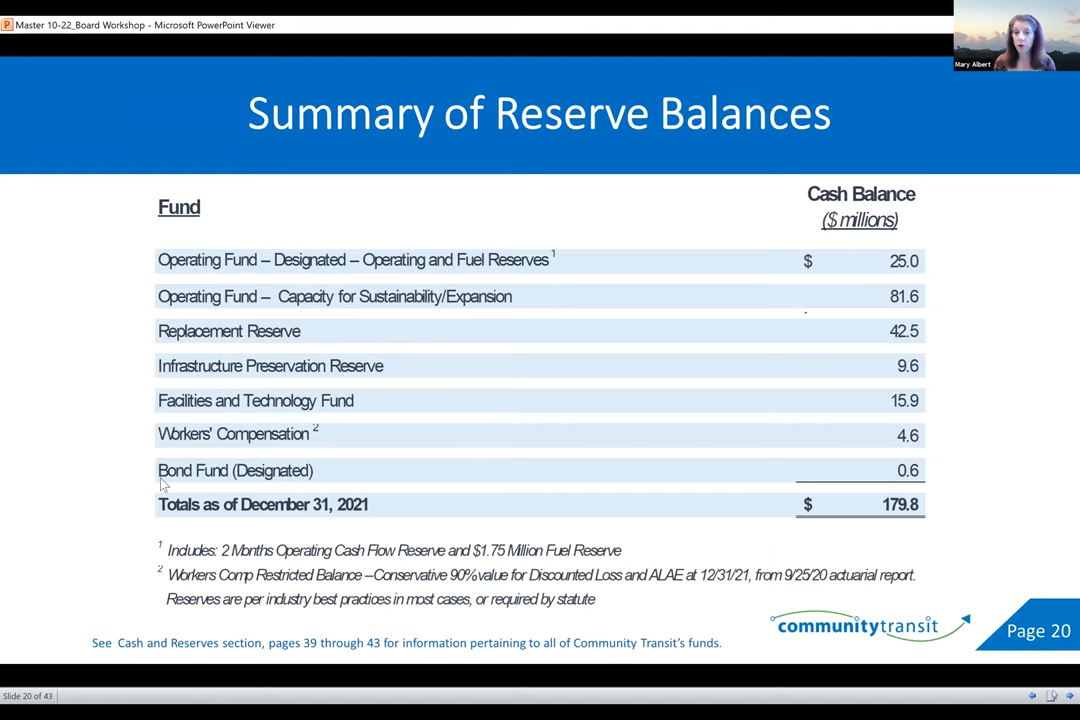 Master 10-22_Board Workshop - Microsoft PowerPoint Viewer
Mary Albert
Summary of Reserve Balances
Fund
Cash Balance
($ millions)
Operating Fund – Designated – Operating and Fuel Reserves 1 $ 25.0
Operating Fund – Capacity for Sustainability/Expansion 81.6
Replacement Reserve 42.5
Infrastructure Preservation Reserve 9.6
Facilities and Technology Fund 15.9
Workers' Compensation 2 4.6
Bond Fund (Designated) 0.6
Totals as of December 31, 2021 $ 179.8
1 Includes: 2 Months Operating Cash Flow Reserve and $1.75 Million Fuel Reserve
2 Workers Comp Restricted Balance –Conservative 90% value for Discounted Loss and ALAE at 12/31/21, from 9/25/20 actuarial report.
Reserves are per industry best practices in most cases, or required by statute
communitytransit
Page 20
See Cash and Reserves section, pages 39 through 43 for information pertaining to all of Community Transit's funds.
Slide 20 of 43